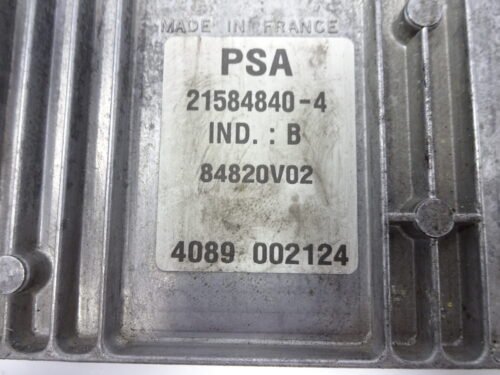 MADE IN FRANCE
PSA
21584840-4
IND. : B
84820V02
4089 002124